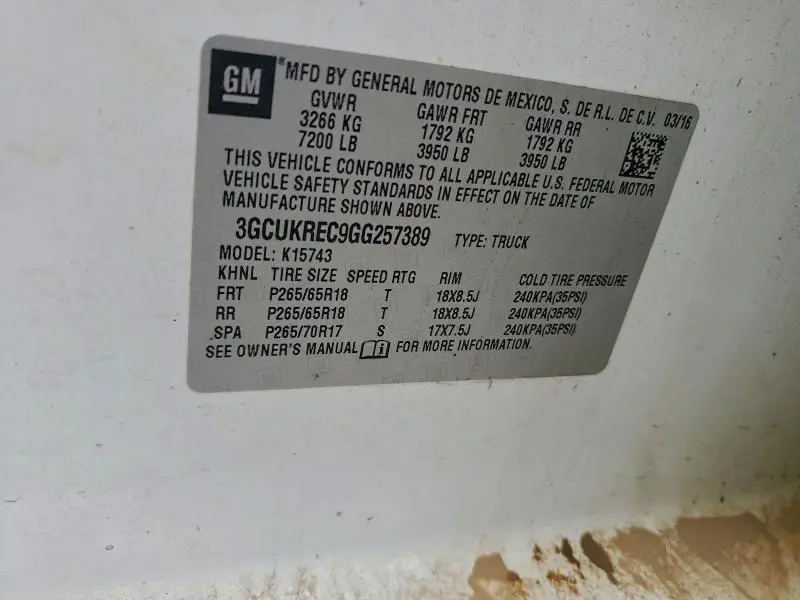 GM
*MFD BY GENERAL MOTORS DE MEXICO, S. DE R.L. DE C.V. 03/16
GVWR GAWR FRT GAWR RR
3266 KG 1792 KG 1792 KG
7200 LB 3950 LB 3950 LB
THIS VEHICLE CONFORMS TO ALL APPLICABLE U.S. FEDERAL MOTOR
VEHICLE SAFETY STANDARDS IN EFFECT ON THE DATE OF
MANUFACTURE SHOWN ABOVE.
3GCUKREC9GG257389 TYPE: TRUCK
MODEL: K15743
KHNL TIRE SIZE SPEED RTG RIM COLD TIRE PRESSURE
FRT P265/65R18 T 18X8.5J 240KPA(35PSI)
RR P265/65R18 T 18X8.5J 240KPA(35PSI)
SPA P265/70R17 S 17X7.5J 240KPA(35PSI)
SEE OWNER'S MANUAL i FOR MORE INFORMATION.